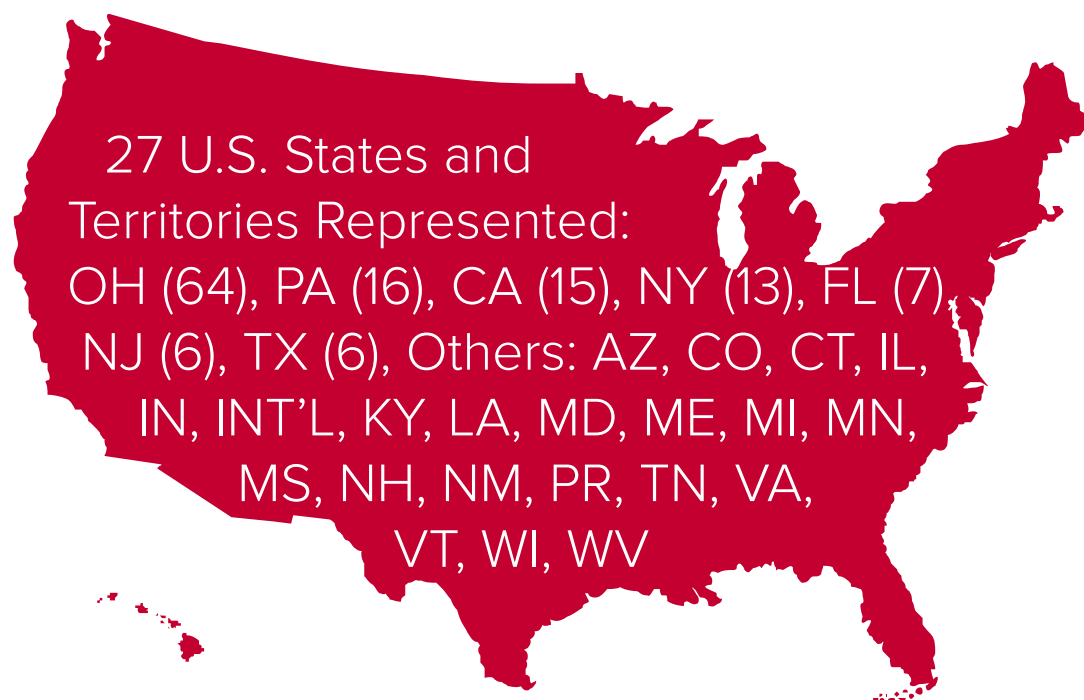 27 U.S. States and
Territories Represented:
OH (64), PA (16), CA (15), NY (13), FL (7),
NJ (6), TX (6), Others: AZ, CO, CT, IL,
IN, INT’L, KY, LA, MD, ME, MI, MN,
MS, NH, NM, PR, TN, VA,
VT, WI, WV